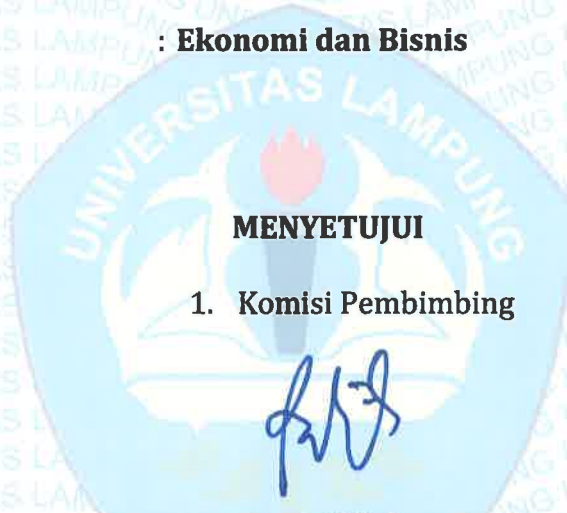 : Ekonomi dan Bisnis
UNIVERSITAS LAMPUNG
MENYETUJUI
1. Komisi Pembimbing